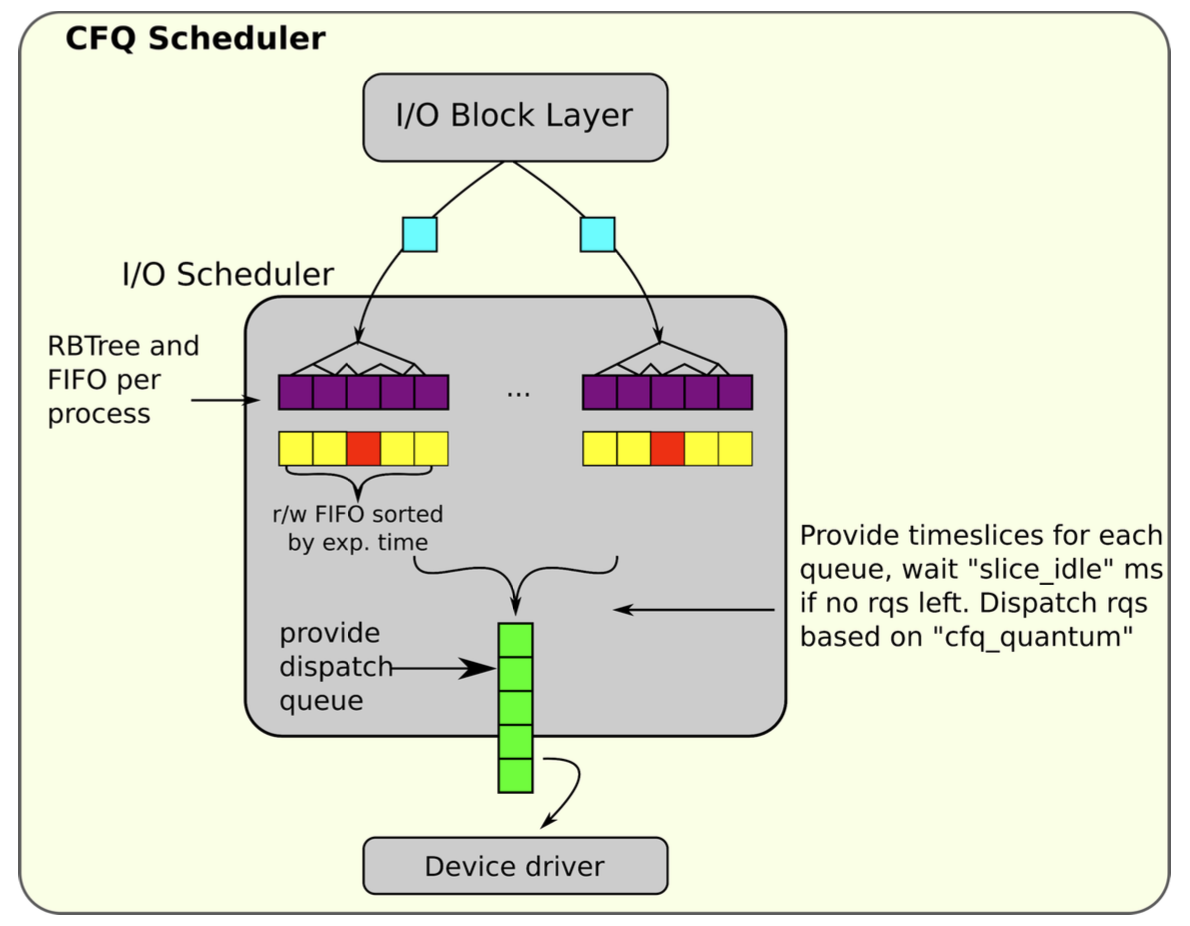 CFQ Scheduler
I/O Block Layer
I/O Scheduler
RBTree and
FIFO per
process
...
r/w FIFO sorted
by exp. time
Provide timeslices for each
queue, wait "slice_idle" ms
if no rqs left. Dispatch rqs
based on "cfq_quantum"
provide
dispatch
queue
Device driver